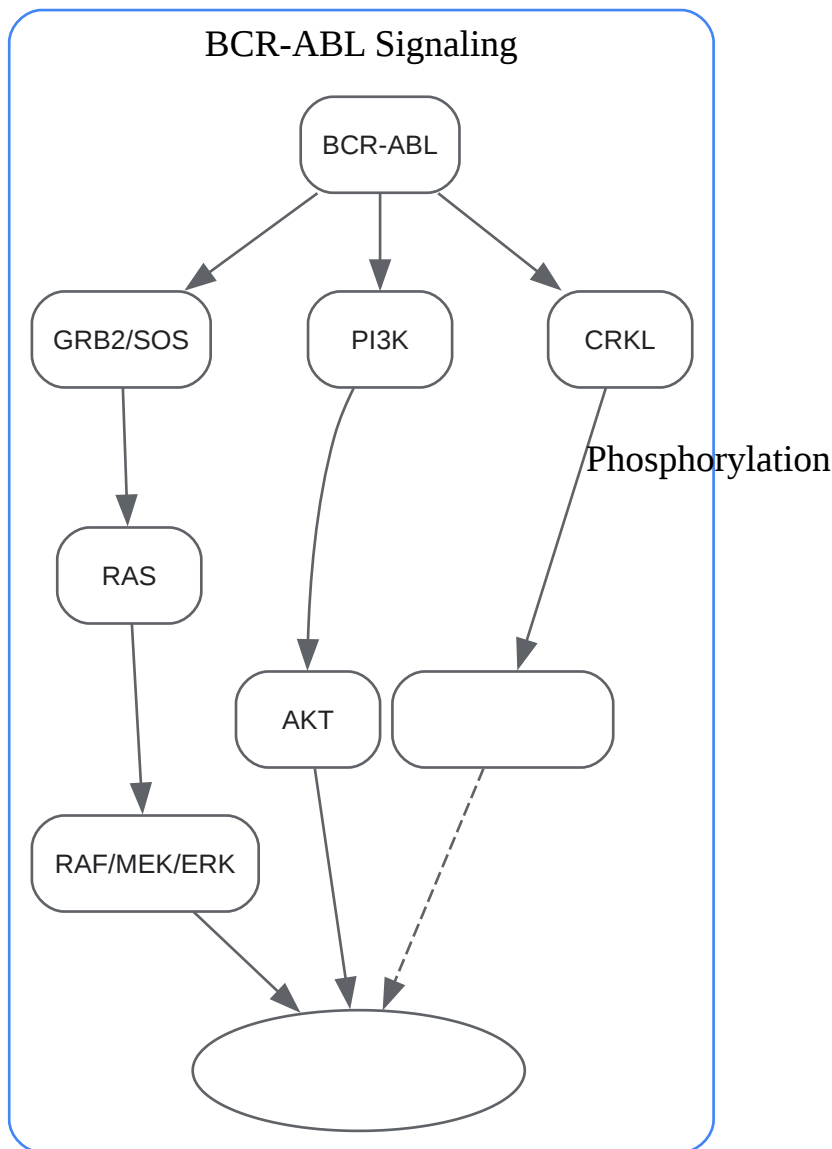 BCR-ABL Signaling
BCR-ABL
GRB2/SOS
PI3K
CRKL
Phosphorylation
RAS
AKT
RAF/MEK/ERK